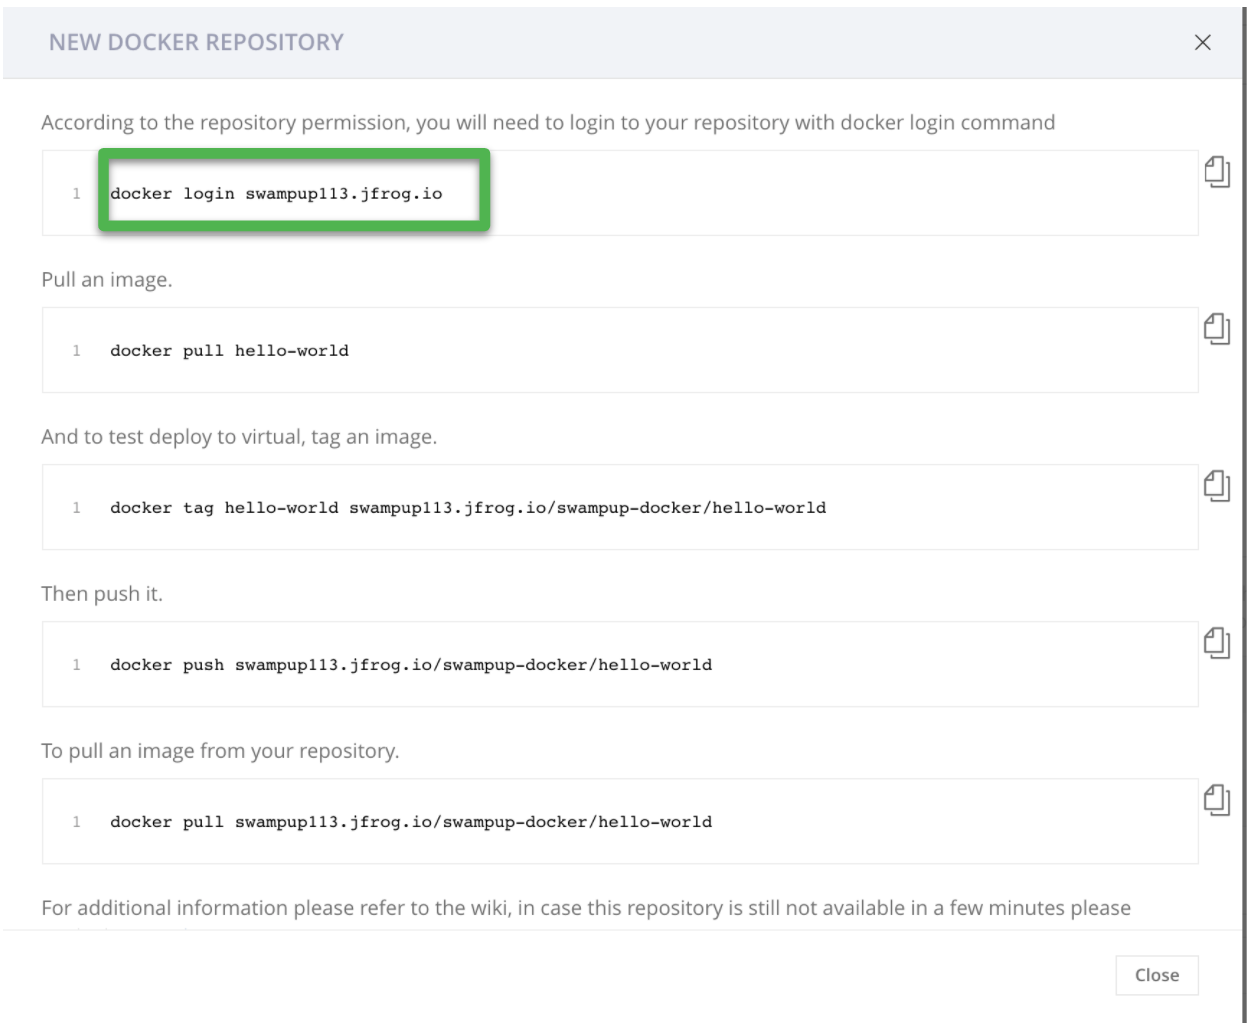 NEW DOCKER REPOSITORY
According to the repository permission, you will need to login to your repository with docker login command
1 docker login swampup113.jfrog.io
Pull an image.
1 docker pull hello-world
And to test deploy to virtual, tag an image.
1 docker tag hello-world swampup113.jfrog.io/swampup-docker/hello-world
Then push it.
1 docker push swampup113.jfrog.io/swampup-docker/hello-world
To pull an image from your repository.
1 docker pull swampup113.jfrog.io/swampup-docker/hello-world
For additional information please refer to the wiki, in case this repository is still not available in a few minutes please
Close